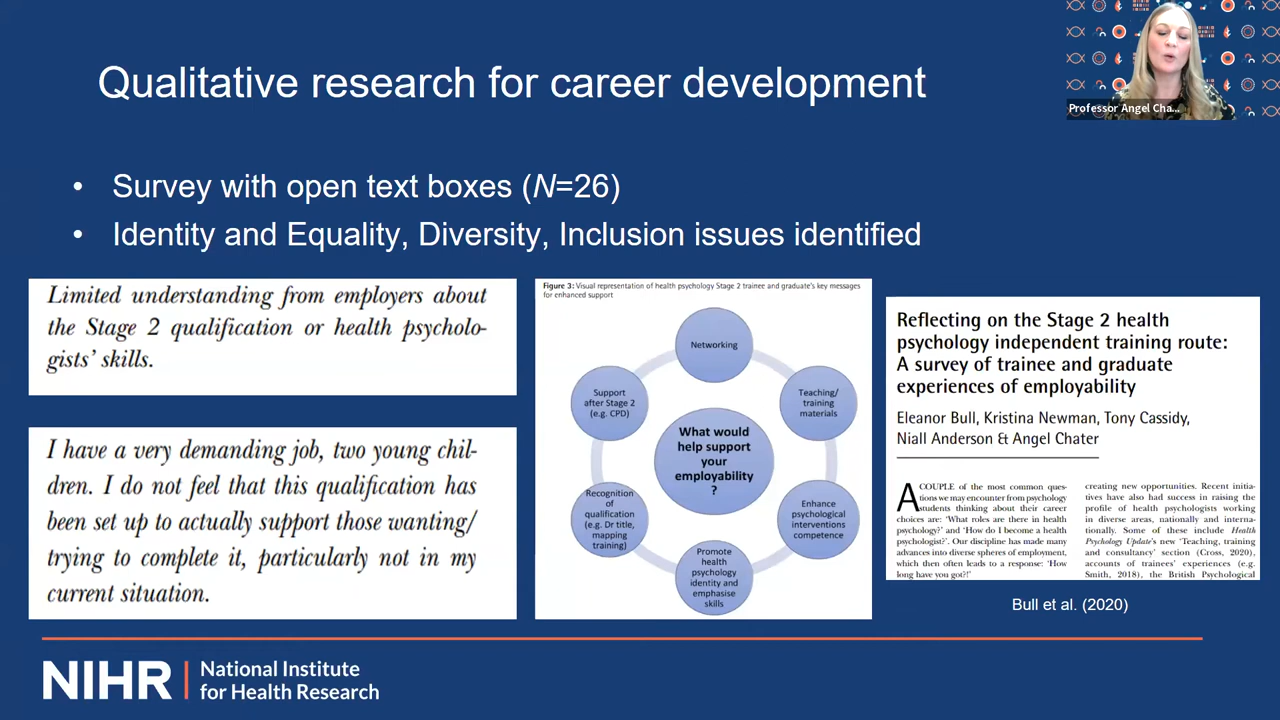 Qualitative research for career development
Professor Angel Cha...
• Survey with open text boxes (N=26)
• Identity and Equality, Diversity, Inclusion issues identified
Limited understanding from employers about
the Stage 2 qualification or health psycholo-
gists' skills.
I have a very demanding job, two young chil-
dren. I do not feel that this qualification has
been set up to actually support those wanting/
trying to complete it, particularly not in my
current situation.
Figure 3: Visual representation of health psychology Stage 2 trainee and graduate's key messages
for enhanced support
Networking
Teaching/
training
materials
Enhance
psychological
interventions
competence
Promote
health
psychology
identity and
emphasise
skills
Recognition
of
qualification
(e.g. Dr title,
mapping
training)
Support
after Stage 2
(e.g. CPD)
What would
help support
your
employability
?
Reflecting on the Stage 2 health
psychology independent training route:
A survey of trainee and graduate
experiences of employability
Eleanor Bull, Kristina Newman, Tony Cassidy,
Niall Anderson & Angel Chater
A COUPLE of the most common ques-
tions we may encounter from psychology
students thinking about their career
choices are: 'What roles are there in health
psychology?' and 'How do I become a health
psychologist?'. Our discipline has made many
advances into diverse spheres of employment,
which then often leads to a response: 'How
long have you got?!'
creating new opportunities. Recent initia-
tives have also had success in raising the
profile of health psychologists working
in diverse areas, nationally and interna-
tionally. Some of these include Health
Psychology Update's new 'Teaching, training
and consultancy' section (Cross, 2020),
accounts of trainees' experiences (e.g.
Smith, 2018), the British Psychological
Bull et al. (2020)
NIHR
National Institute
for Health Research